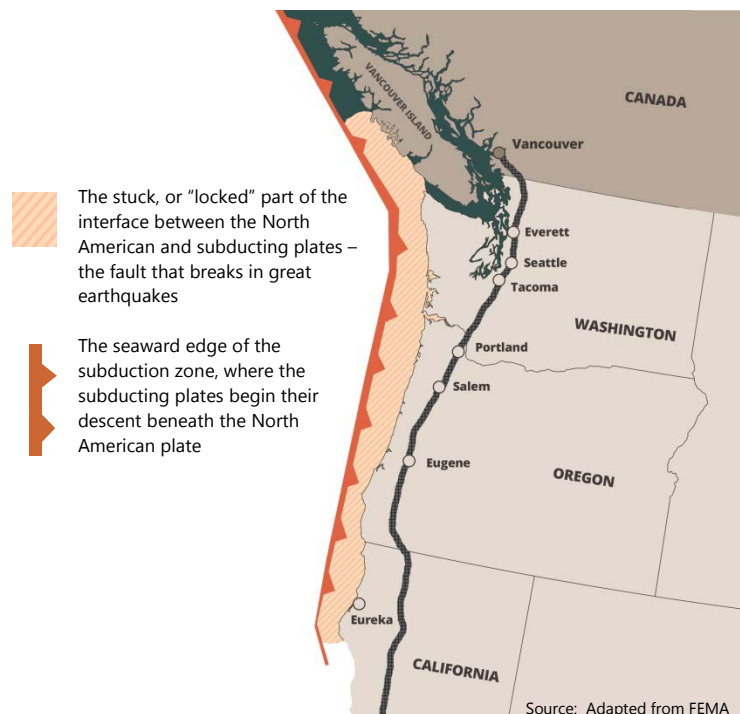 VANCOUVER ISLAND
CANADA
Vancouver
The stuck, or “locked” part of the
interface between the North
American and subducting plates –
the fault that breaks in great
earthquakes
Everett
Seattle
Tacoma
WASHINGTON
The seaward edge of the
subduction zone, where the
subducting plates begin their
descent beneath the North
American plate
Portland
Salem
Eugene
OREGON
Eureka
CALIFORNIA
Source: Adapted from FEMA